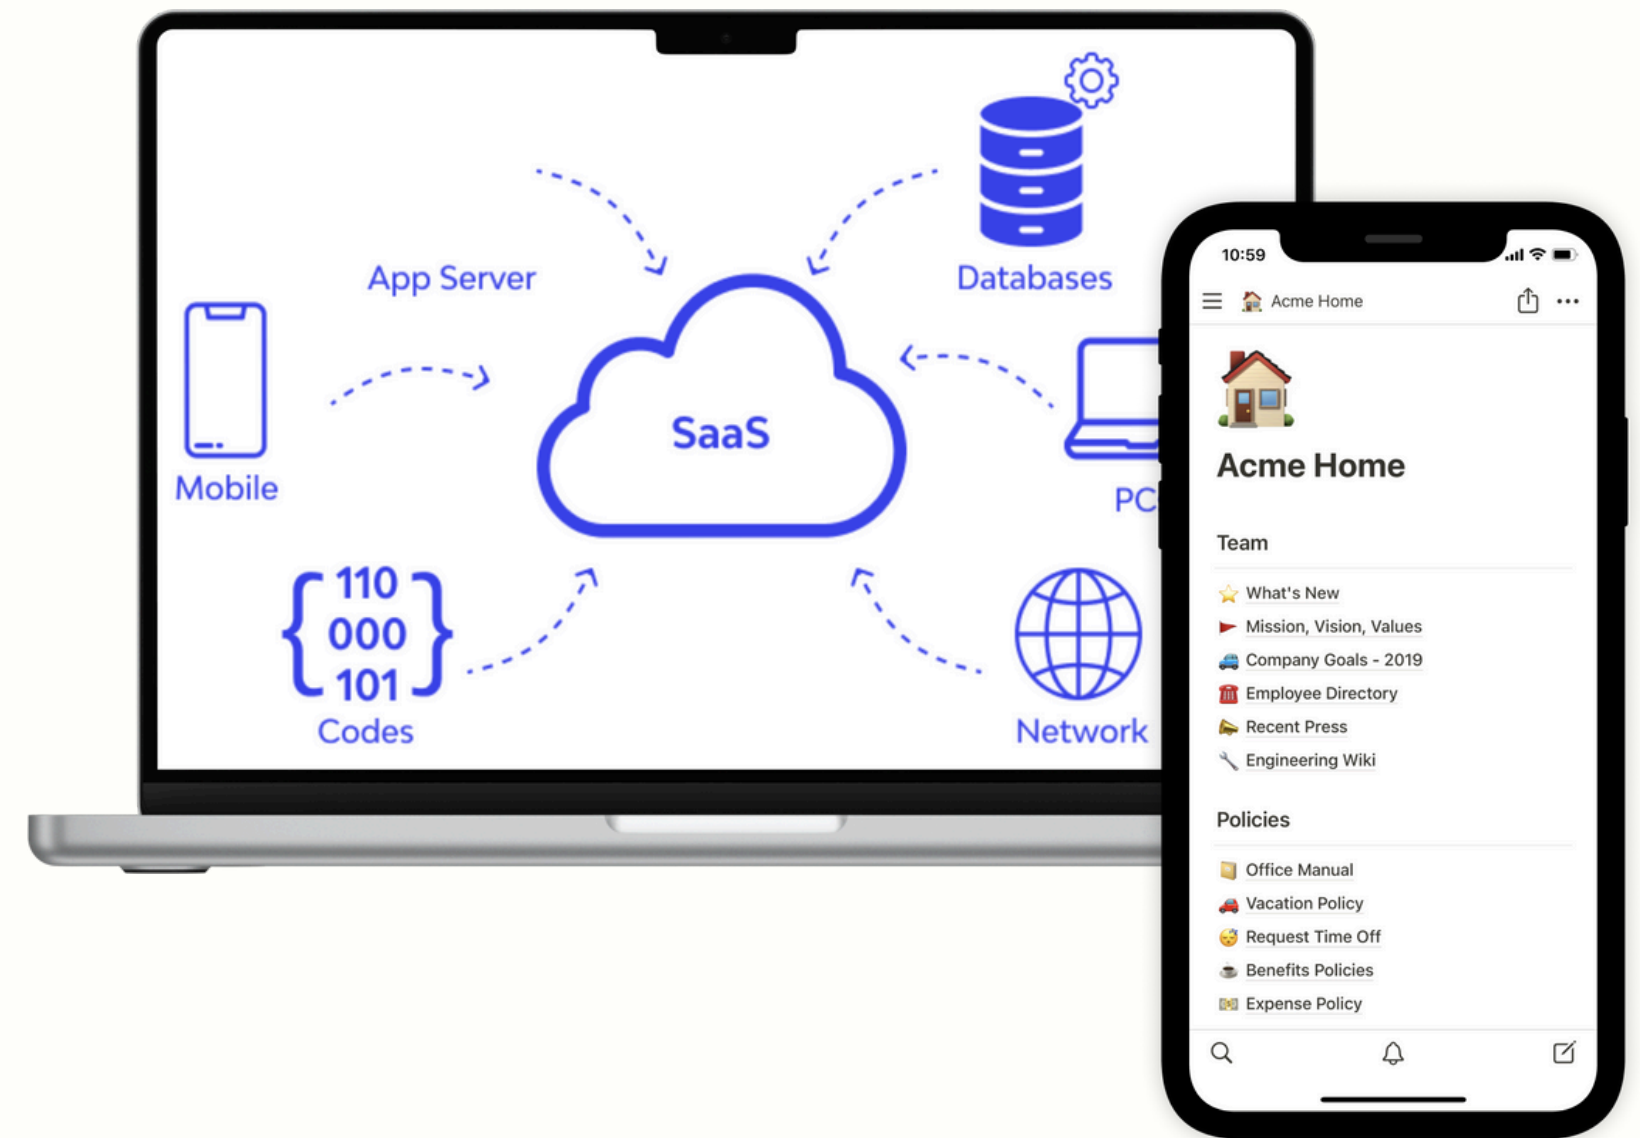 App Server
Databases
Mobile
SaaS
PC
110
000
101
Codes
Network
10:59
Acme Home
Acme Home
Team
What's New
Mission, Vision, Values
Company Goals - 2019
Employee Directory
Recent Press
Engineering Wiki
Policies
Office Manual
Vacation Policy
Request Time Off
Benefits Policies
Expense Policy